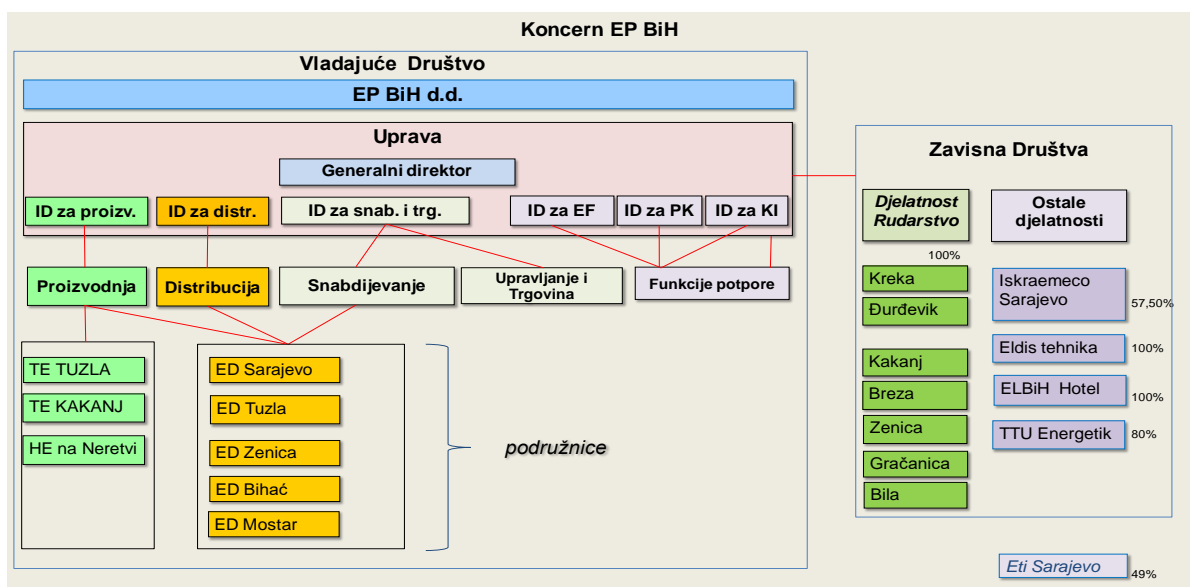 Koncern EP BiH
Vladajuće Društvo
EP BiH d.d.
Uprava
Generalni direktor
ID za proizv.
ID za distr.
ID za snab. i trg.
ID za EF
ID za PK
ID za KI
Proizvodnja
Distribucija
Snabdijevanje
Upravljanje i
Trgovina
Funkcije potpore
TE TUZLA
TE KAKANJ
HE na Neretvi
ED Sarajevo
ED Tuzla
ED Zenica
ED Bihać
ED Mostar
podružnice
Zavisna Društva
Djelatnost
Rudarstvo
100%
Kreka
Đurđevik
Kakanj
Breza
Zenica
Gračanica
Bila
Ostale
djelatnosti
Iskraemeco
Sarajevo
57,50%
Eldis tehnika
100%
ELBiH Hotel
100%
TTU Energetik
80%
Eti Sarajevo
49%